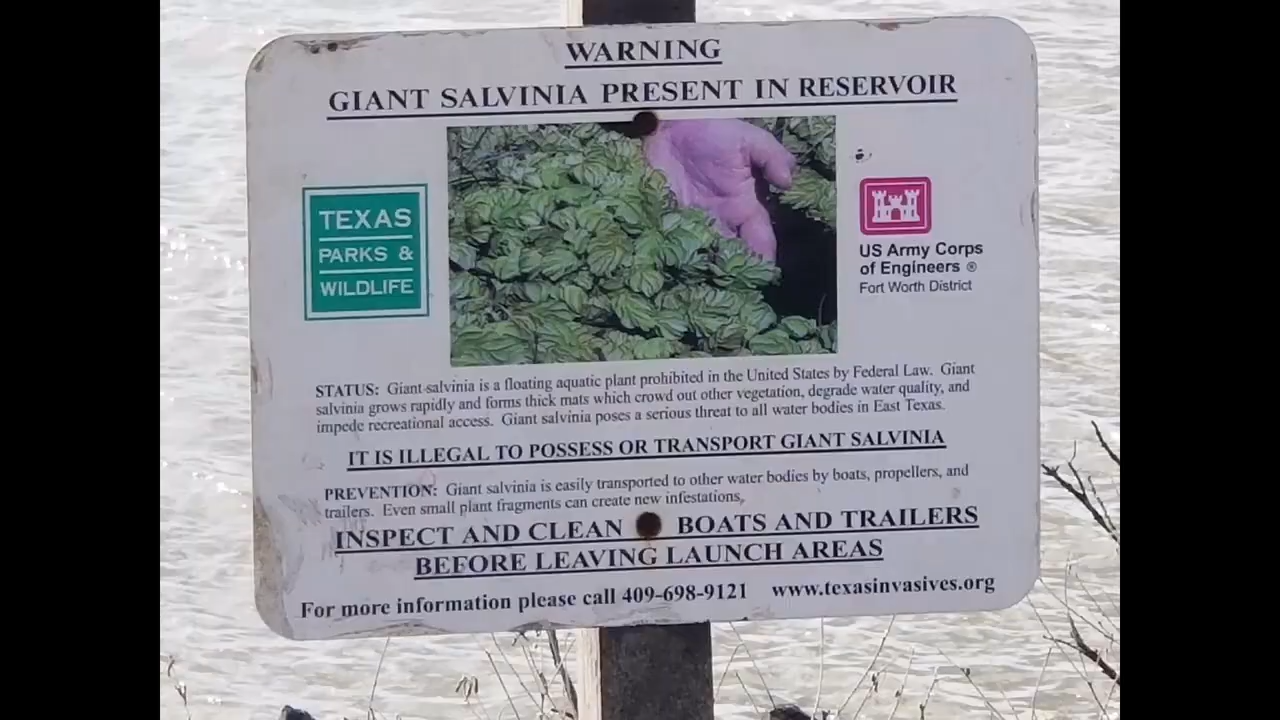 WARNING
GIANT SALVINIA PRESENT IN RESERVOIR
TEXAS
PARKS &
WILDLIFE
US Army Corps
of Engineers ®
Fort Worth District
STATUS: Giant salvinia is a floating aquatic plant prohibited in the United States by Federal Law. Giant
salvinia grows rapidly and forms thick mats which crowd out other vegetation, degrade water quality, and
impede recreational access. Giant salvinia poses a serious threat to all water bodies in East Texas.
IT IS ILLEGAL TO POSSESS OR TRANSPORT GIANT SALVINIA
PREVENTION: Giant salvinia is easily transported to other water bodies by boats, propellers, and
trailers. Even small plant fragments can create new infestations.
INSPECT AND CLEAN BOATS AND TRAILERS
BEFORE LEAVING LAUNCH AREAS
For more information please call 409-698-9121 www.texasinvasives.org